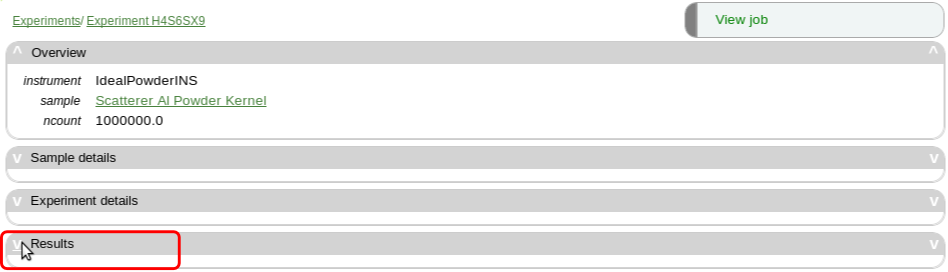 Experiments/ Experiment H4S6SX9
View job
^ Overview ^
instrument IdealPowderINS
sample Scatterer Al Powder Kernel
ncount 1000000.0
v Sample details v
v Experiment details v
v Results v